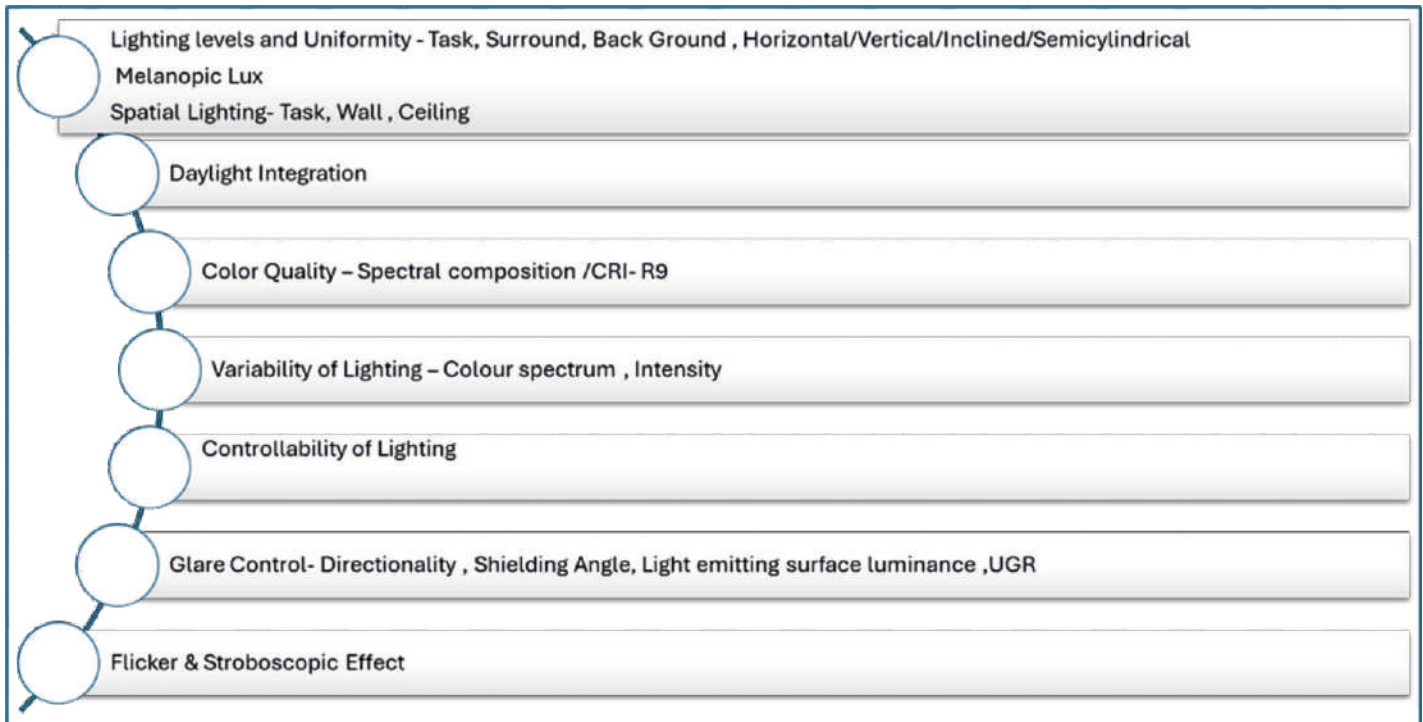 Lighting levels and Uniformity - Task, Surround, Back Ground , Horizontal/Vertical/Inclined/Semicylindrical
Melanopic Lux
Spatial Lighting- Task, Wall , Ceiling
Daylight Integration
Color Quality – Spectral composition /CRI- R9
Variability of Lighting – Colour spectrum , Intensity
Controllability of Lighting
Glare Control- Directionality , Shielding Angle, Light emitting surface luminance ,UGR
Flicker & Stroboscopic Effect